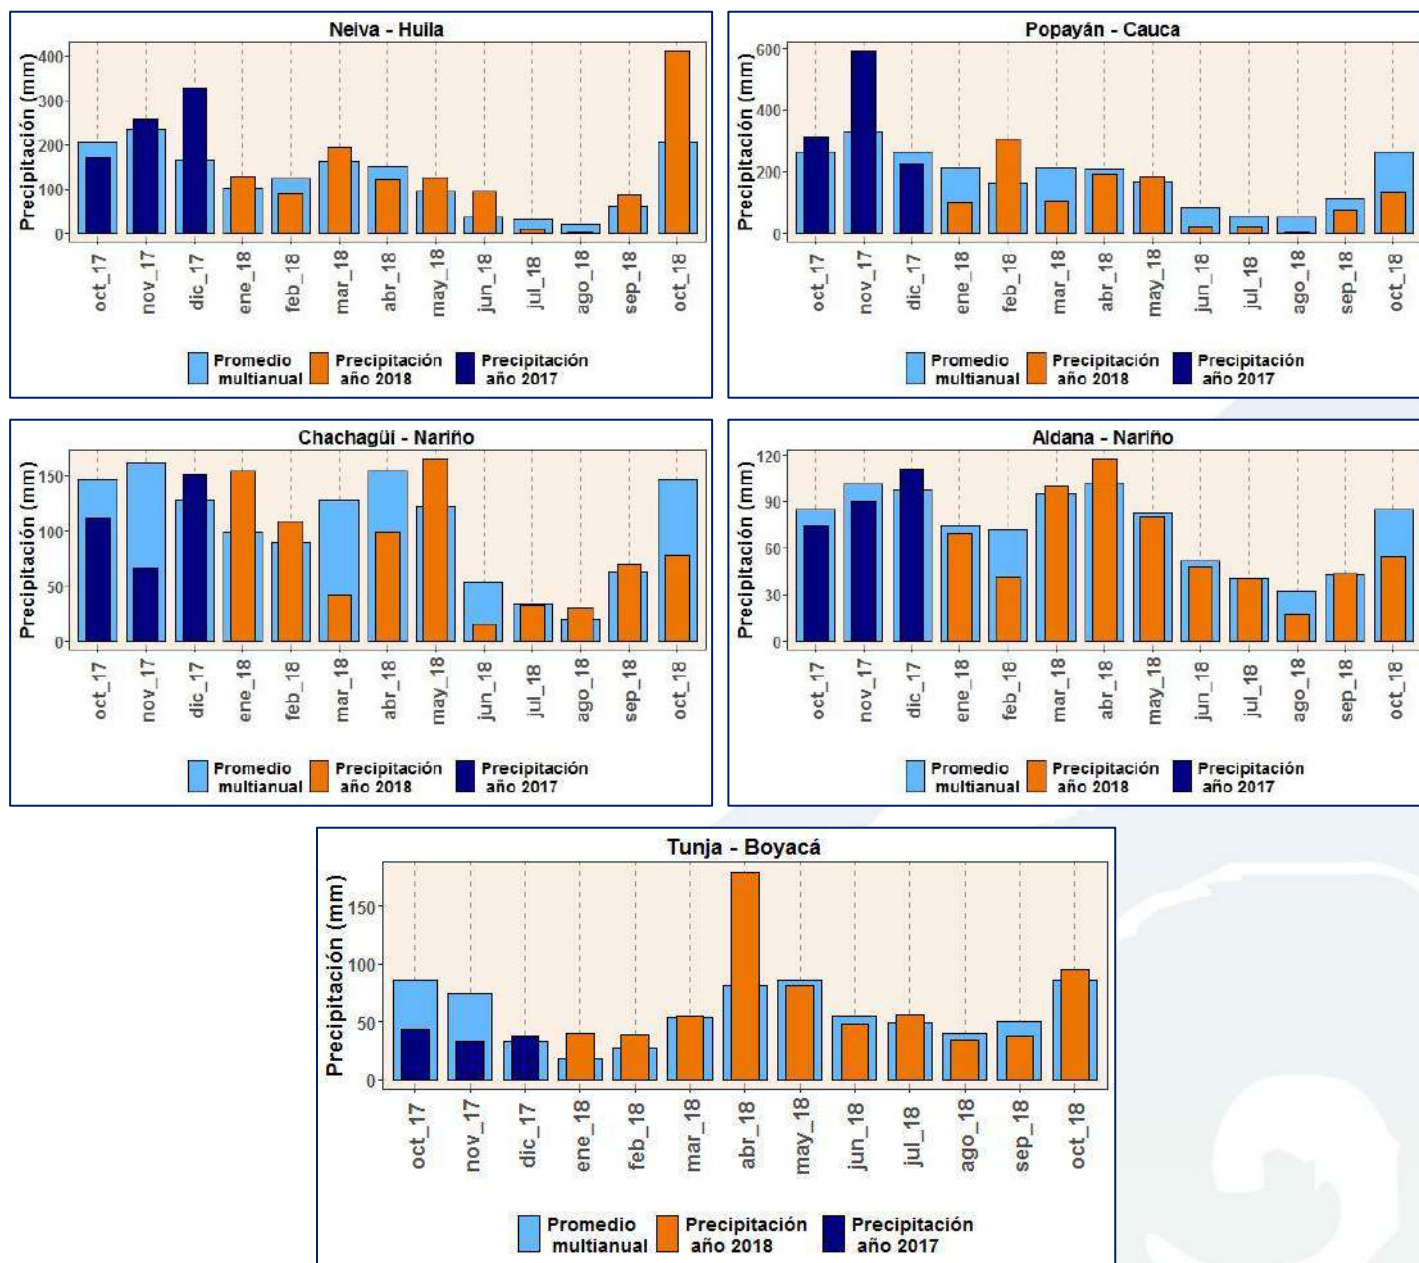 Neiva - Huila
Precipitación (mm)
400
300
200
100
0
oct_17
nov_17
dic_17
ene_18
feb_18
mar_18
abr_18
may_18
jun_18
jul_18
ago_18
sep_18
oct_18
Promedio multianual
Precipitación año 2018
Precipitación año 2017
Popayán - Cauca
Precipitación (mm)
600
400
200
0
oct_17
nov_17
dic_17
ene_18
feb_18
mar_18
abr_18
may_18
jun_18
jul_18
ago_18
sep_18
oct_18
Promedio multianual
Precipitación año 2018
Precipitación año 2017
Chachagüi - Nariño
Precipitación (mm)
150
100
50
0
oct_17
nov_17
dic_17
ene_18
feb_18
mar_18
abr_18
may_18
jun_18
jul_18
ago_18
sep_18
oct_18
Promedio multianual
Precipitación año 2018
Precipitación año 2017
Aldana - Nariño
Precipitación (mm)
120
90
60
30
0
oct_17
nov_17
dic_17
ene_18
feb_18
mar_18
abr_18
may_18
jun_18
jul_18
ago_18
sep_18
oct_18
Promedio multianual
Precipitación año 2018
Precipitación año 2017
Tunja - Boyacá
Precipitación (mm)
150
100
50
0
oct_17
nov_17
dic_17
ene_18
feb_18
mar_18
abr_18
may_18
jun_18
jul_18
ago_18
sep_18
oct_18
Promedio multianual
Precipitación año 2018
Precipitación año 2017